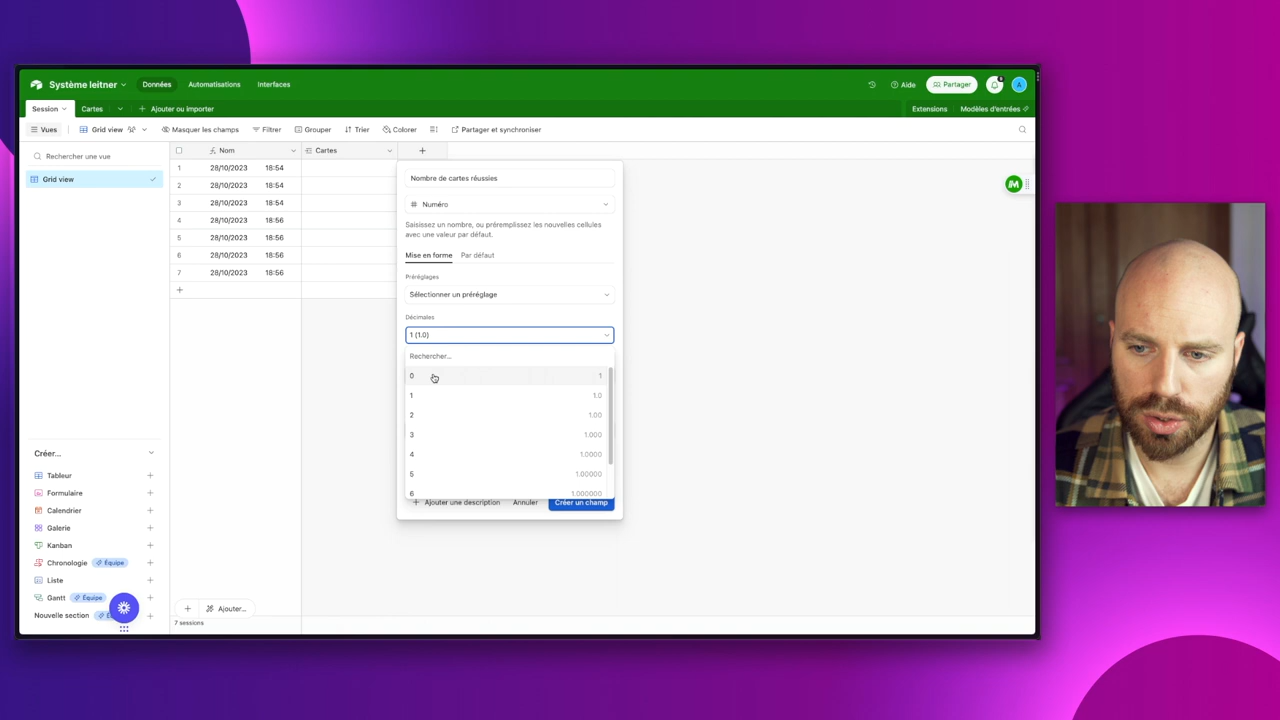 Système leitner
Données
Automatisations
Interfaces
8
Aide
Partager
A
Session
Cartes
Ajouter ou importer
Extensions
Modèles d'entrées
Vues
Grid view
Masquer les champs
Filtrer
Grouper
Trier
Colorer
Partager et synchroniser
Rechercher une vue
Grid view
Nom
Cartes
1 28/10/2023 18:54
2 28/10/2023 18:54
3 28/10/2023 18:54
4 28/10/2023 18:56
5 28/10/2023 18:56
6 28/10/2023 18:56
7 28/10/2023 18:56
Nombre de cartes réussies
Numéro
Saisissez un nombre, ou préremplissez les nouvelles cellules
avec une valeur par défaut.
Mise en forme Par défaut
Préréglages
Sélectionner un préréglage
Décimales
1 (1.0)
Rechercher...
0 1
1 1.0
2 1.00
3 1.000
4 1.0000
5 1.00000
6 1.000000
Ajouter une description Annuler Créer un champ
Créer...
Tableur
Formulaire
Calendrier
Galerie
Kanban
Chronologie Équipe
Liste
Gantt Équipe
Nouvelle section
Ajouter...
7 sessions